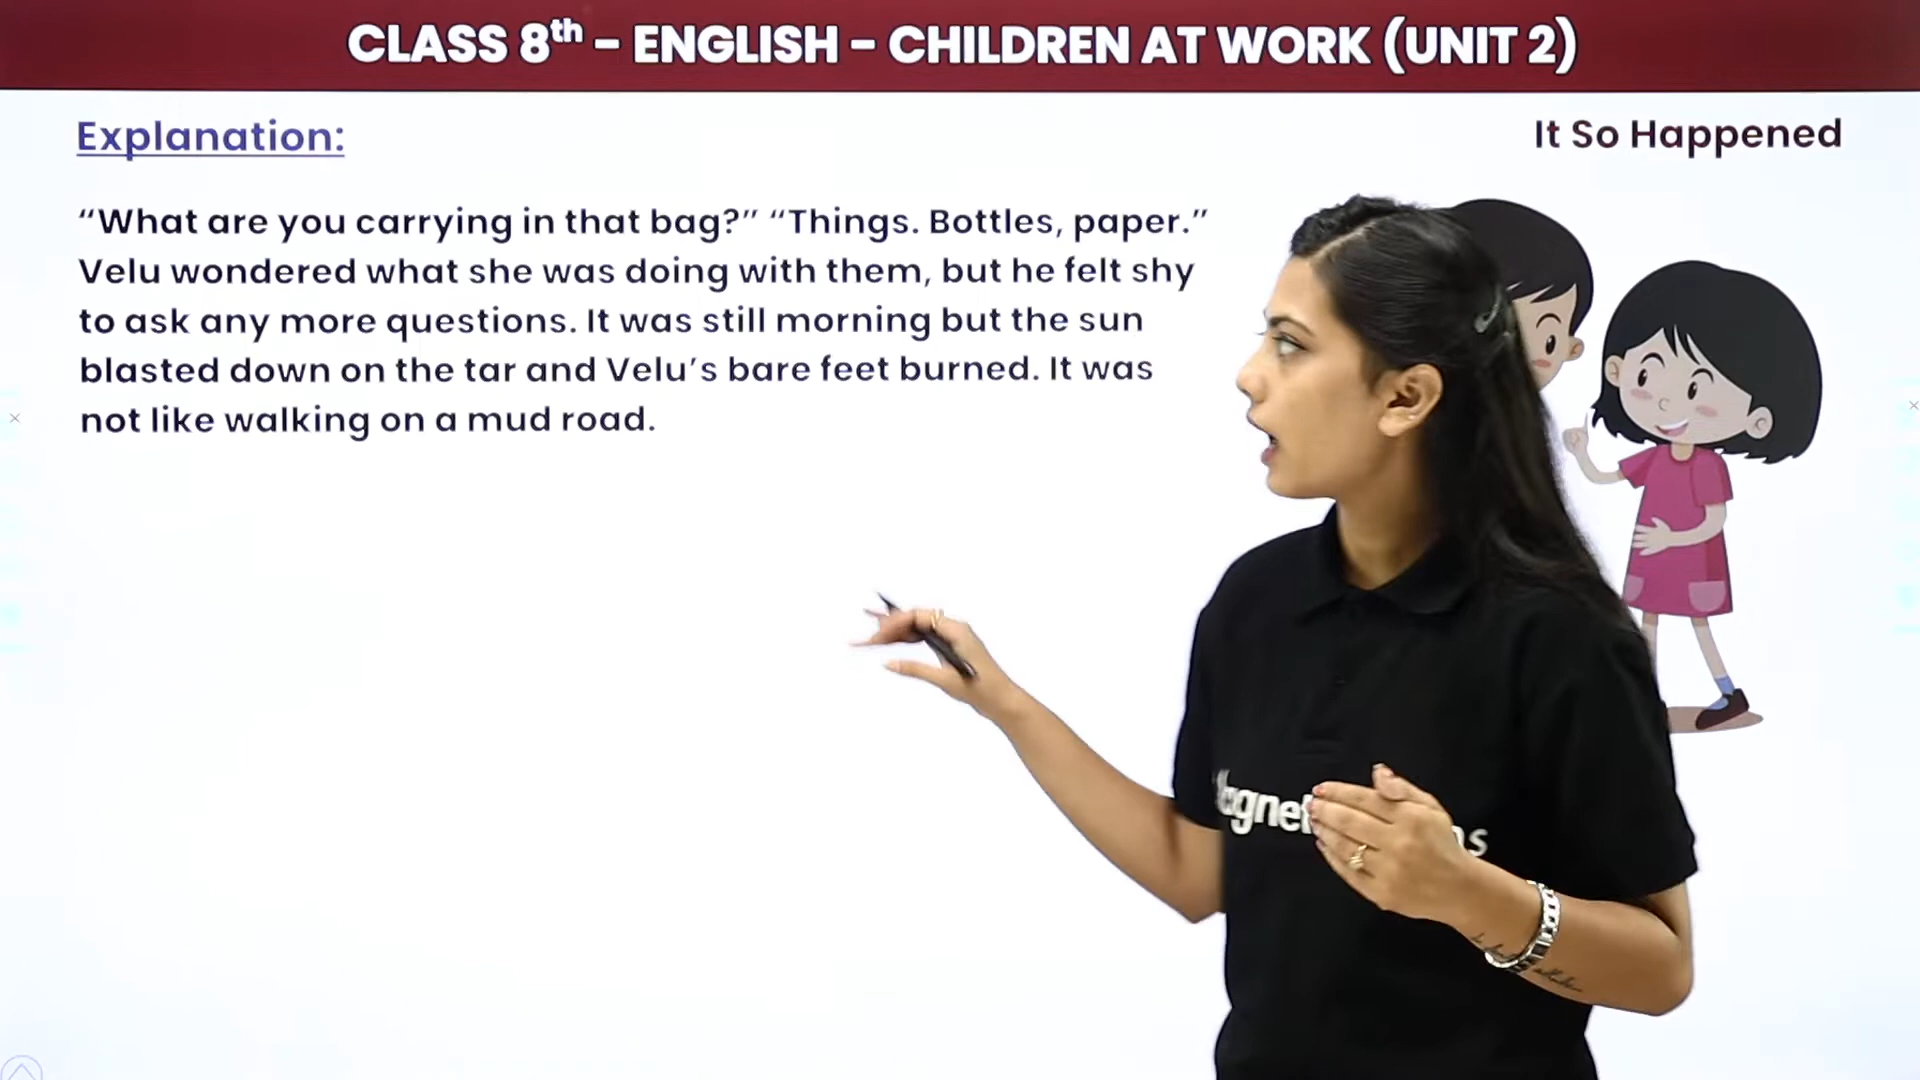 CLASS 8th – ENGLISH – CHILDREN AT WORK (UNIT 2)
Explanation:
It So Happened
“What are you carrying in that bag?” “Things. Bottles, paper.”
Velu wondered what she was doing with them, but he felt shy
to ask any more questions. It was still morning but the sun
blasted down on the tar and Velu’s bare feet burned. It was
not like walking on a mud road.